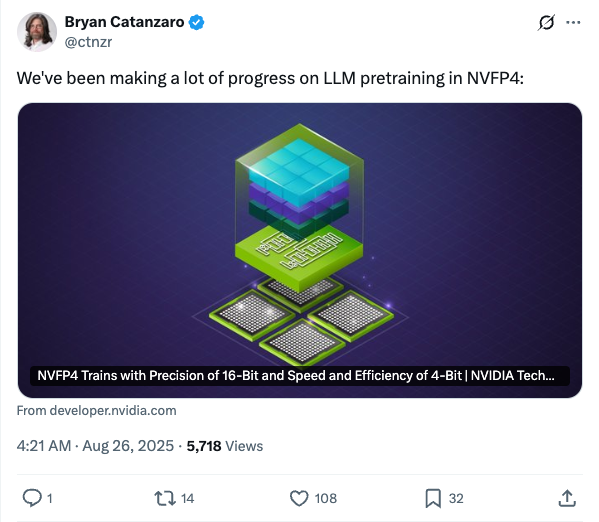 Bryan Catanzaro
@ctnzr
We've been making a lot of progress on LLM pretraining in NVFP4:
NVFP4 Trains with Precision of 16-Bit and Speed and Efficiency of 4-Bit | NVIDIA Tech...
From developer.nvidia.com
4:21 AM · Aug 26, 2025 · 5,718 Views
1 14 108 32